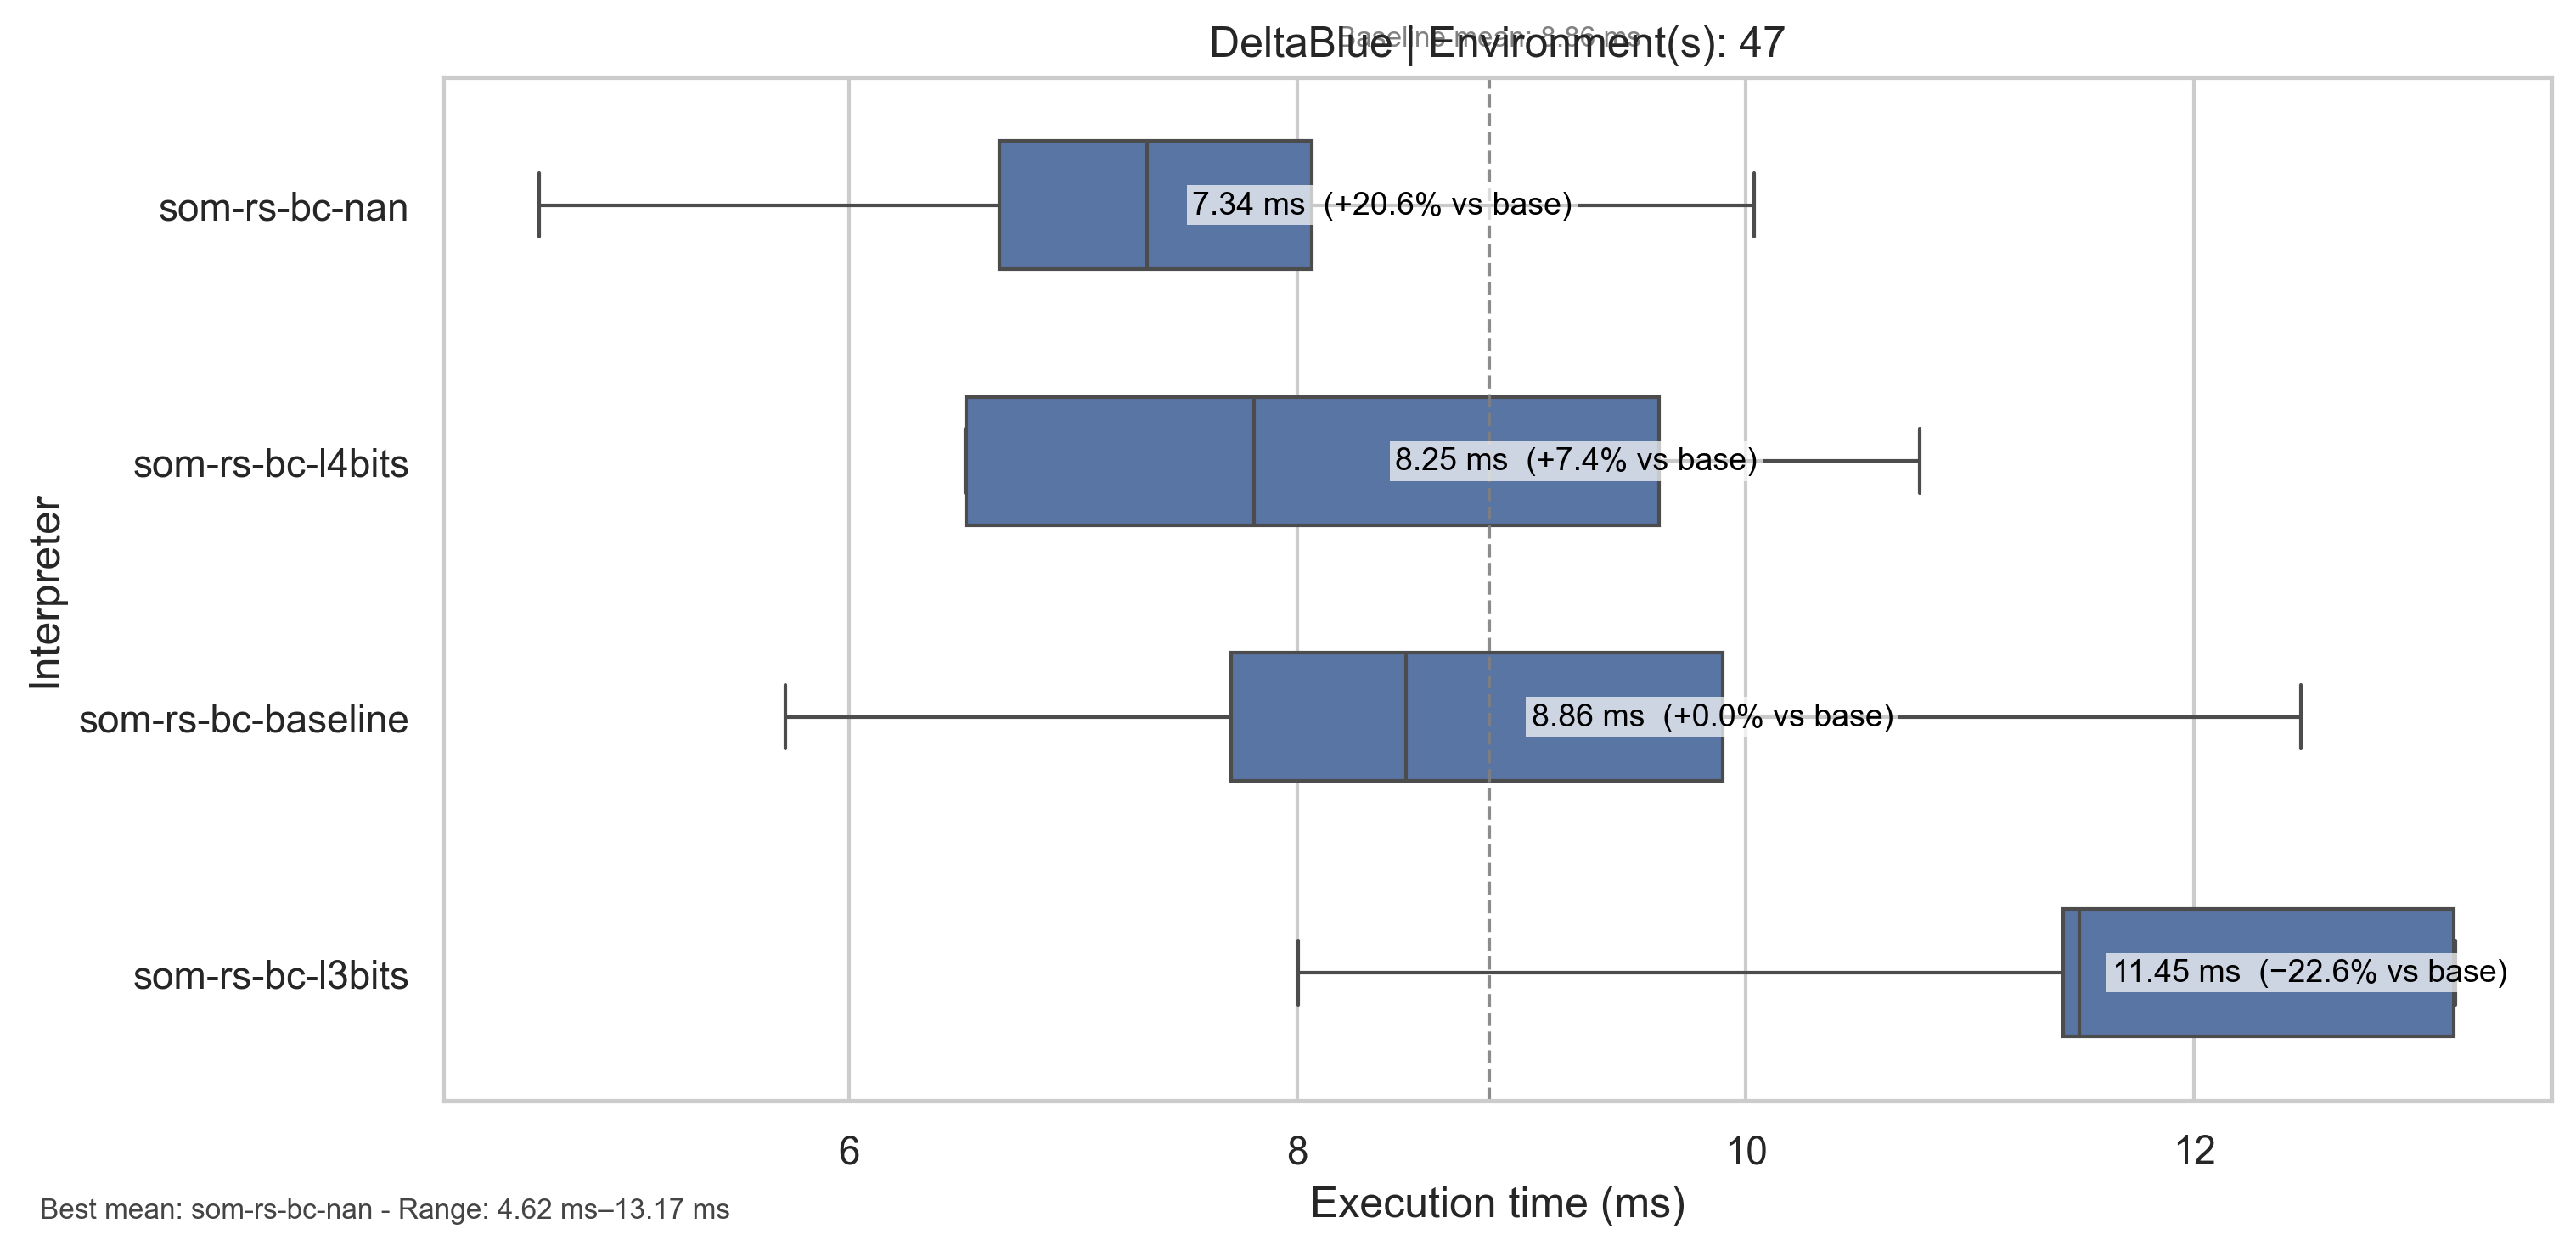 Baseline mean: 8.86 ms
DeltaBlue | Environment(s): 47
som-rs-bc-nan
7.34 ms (+20.6% vs base)
som-rs-bc-l4bits
8.25 ms (+7.4% vs base)
Interpreter
som-rs-bc-baseline
8.86 ms (+0.0% vs base)
som-rs-bc-l3bits
11.45 ms (−22.6% vs base)
6 8 10 12
Execution time (ms)
Best mean: som-rs-bc-nan - Range: 4.62 ms–13.17 ms